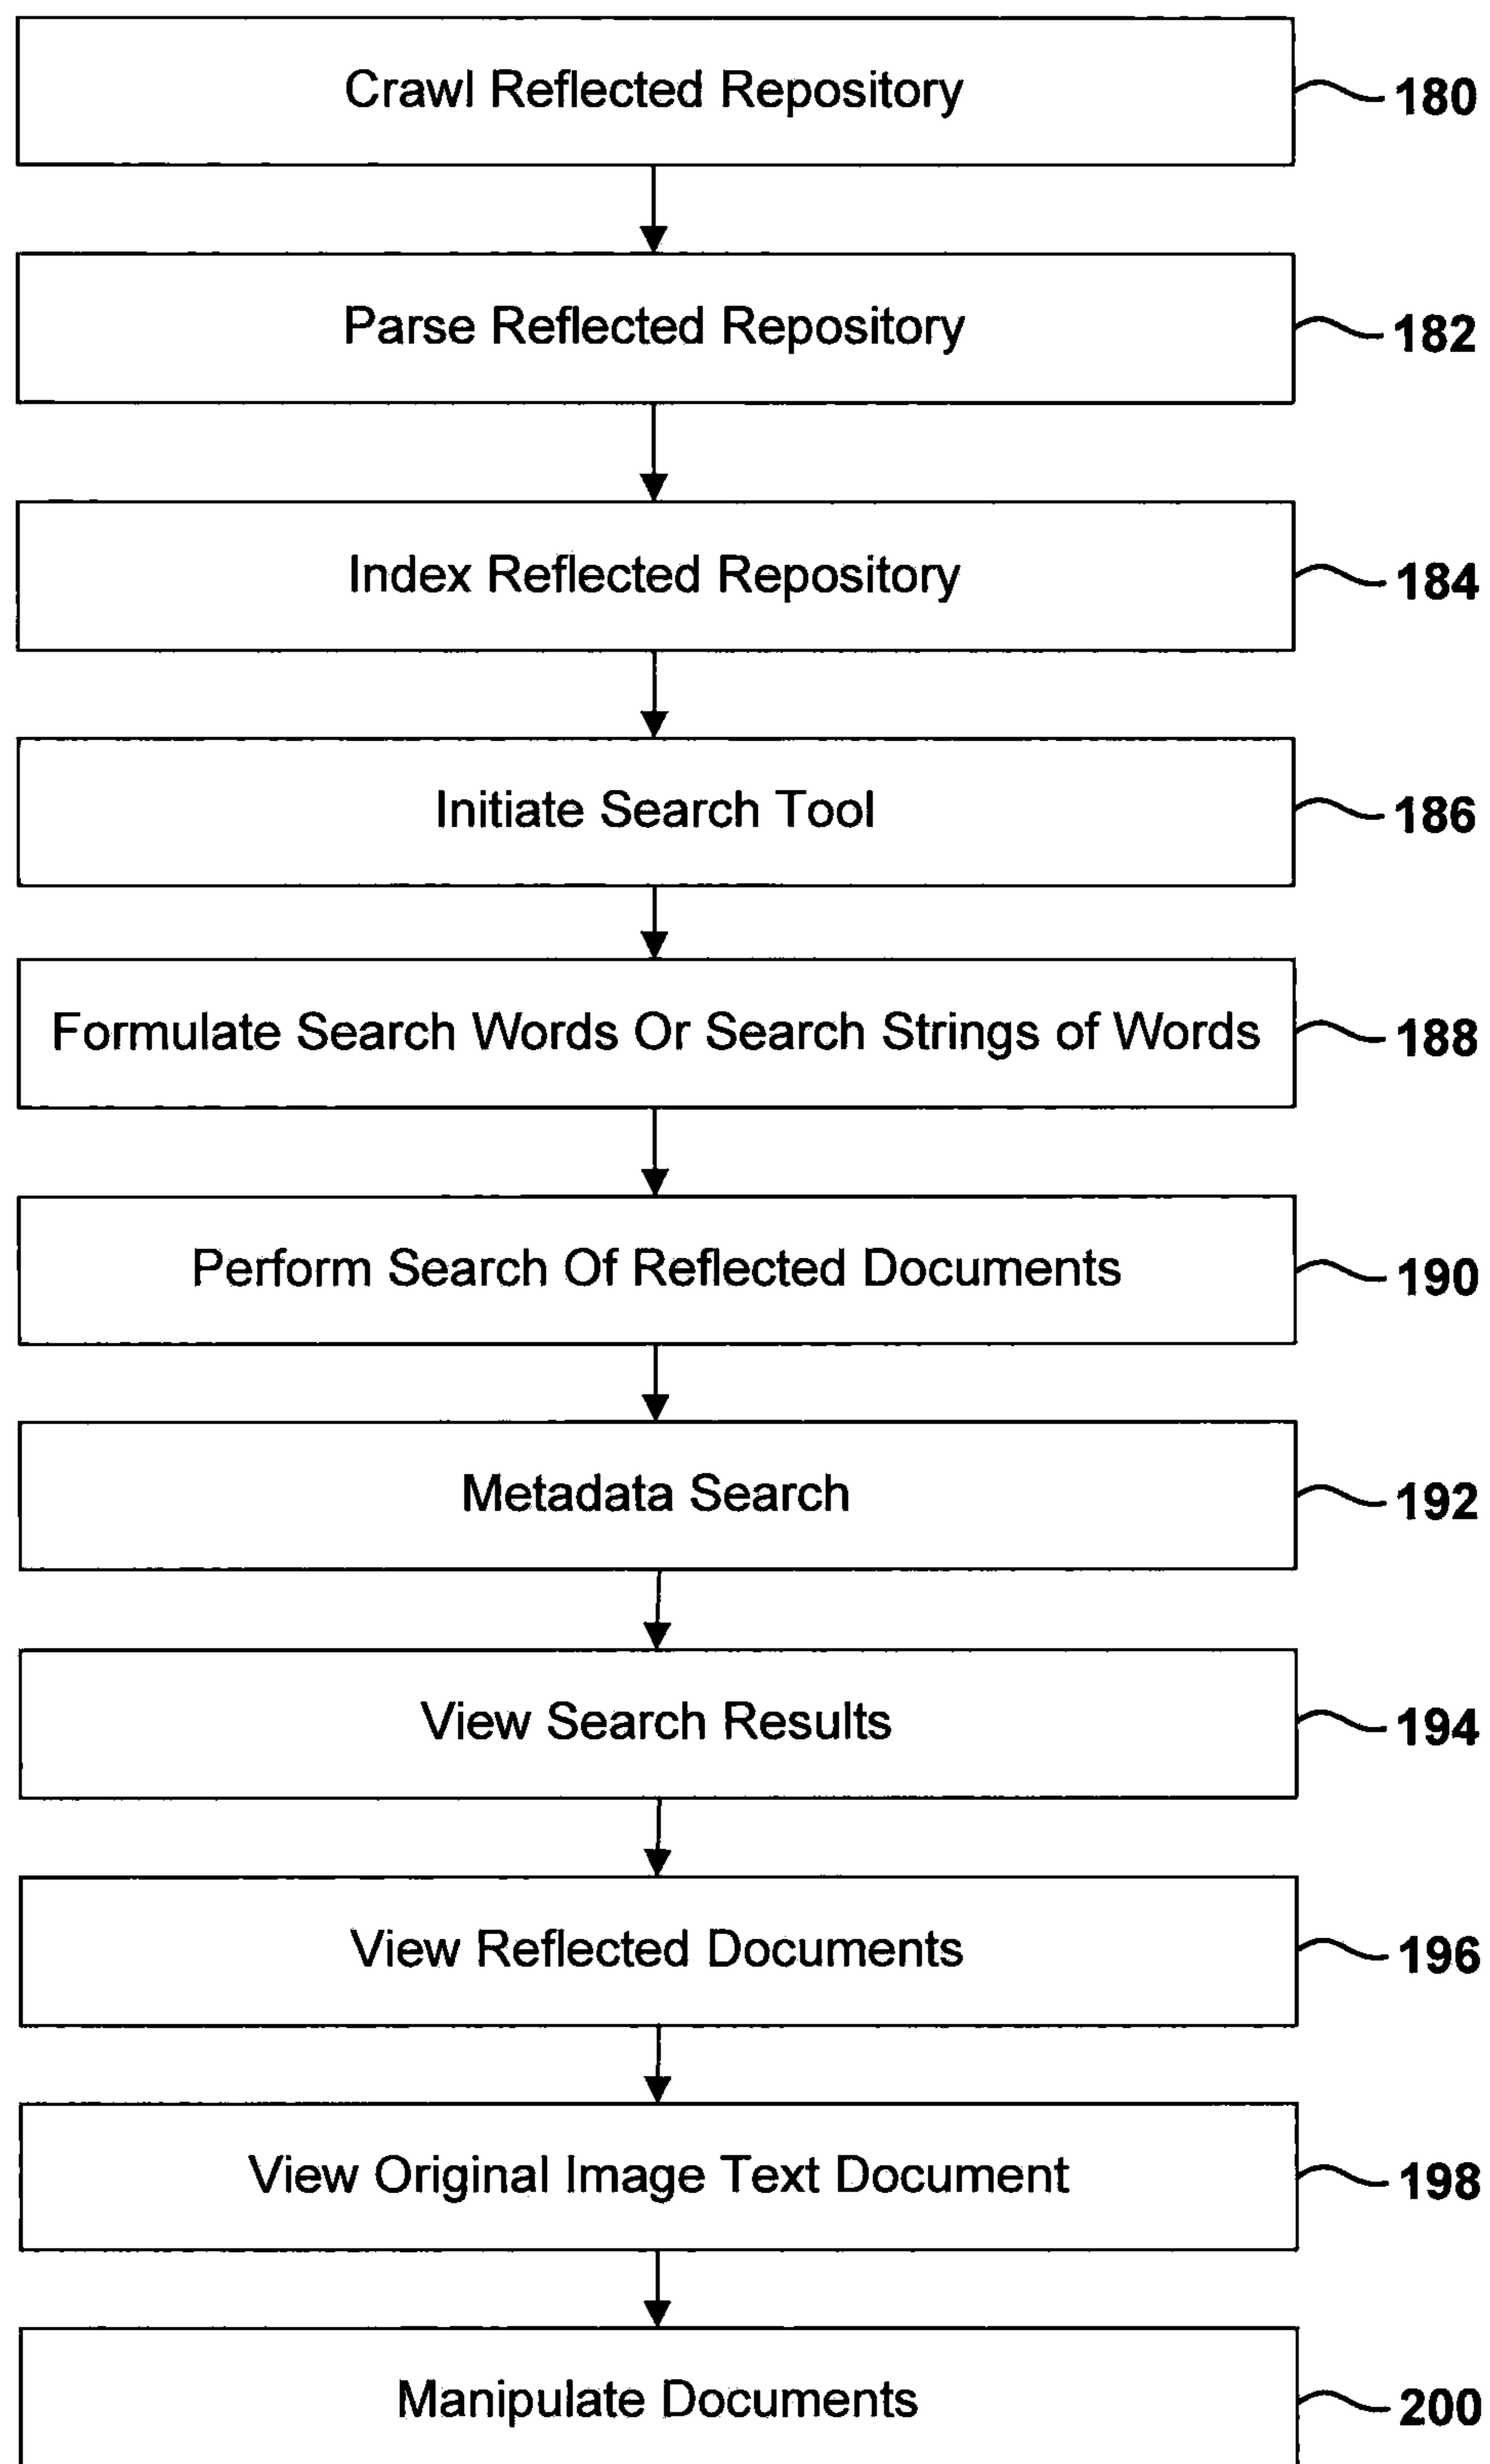 Crawl Reflected Repository
180
Parse Reflected Repository
182
Index Reflected Repository
184
Initiate Search Tool
186
Formulate Search Words Or Search Strings of Words
188
Perform Search Of Reflected Documents
190
Metadata Search
192
View Search Results
194
View Reflected Documents
196
View Original Image Text Document
198
Manipulate Documents
200